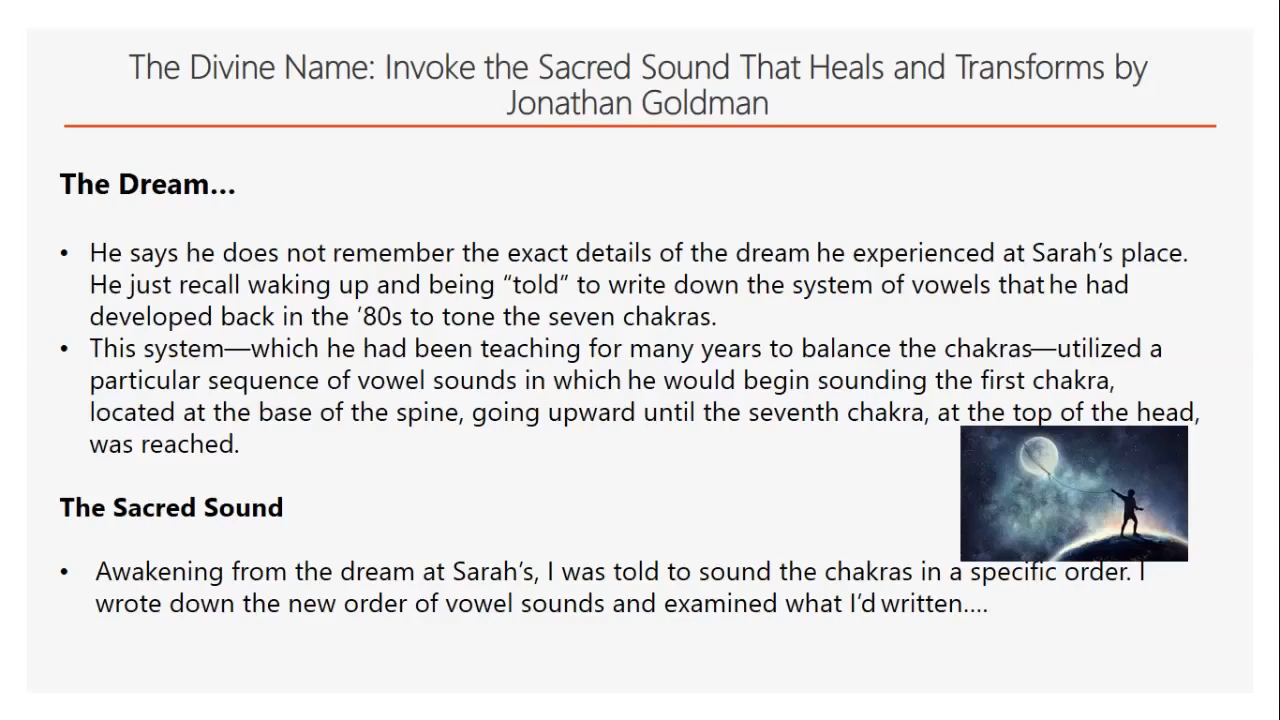 The Divine Name: Invoke the Sacred Sound That Heals and Transforms by
Jonathan Goldman
The Dream...
• He says he does not remember the exact details of the dream he experienced at Sarah's place.
He just recall waking up and being “told” to write down the system of vowels that he had
developed back in the '80s to tone the seven chakras.
• This system—which he had been teaching for many years to balance the chakras—utilized a
particular sequence of vowel sounds in which he would begin sounding the first chakra,
located at the base of the spine, going upward until the seventh chakra, at the top of the head,
was reached.
The Sacred Sound
• Awakening from the dream at Sarah's, I was told to sound the chakras in a specific order. I
wrote down the new order of vowel sounds and examined what I'd written....